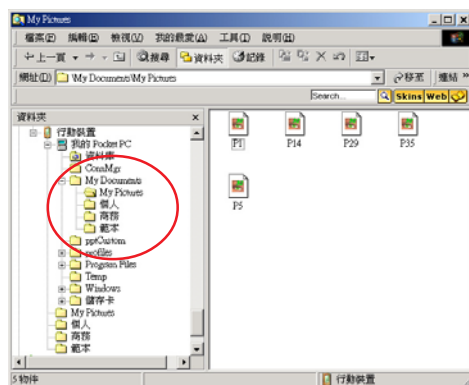 My Pictures
檔案(F) 編輯(E) 檢視(V) 我的最愛(A) 工具(T) 說明(H)
上一頁 搜尋 資料夾 記錄
網址(D) \My Documents\My Pictures 移至 連結 »
Search... Skins Web
資料夾 ×
行動裝置
我的 Pocket PC
資料庫
ConnMgr
My Documents
My Pictures
個人
商務
範本
pptCustom
profiles
Program Files
Temp
Windows
儲存卡
My Pictures
個人
商務
範本
P1 P14 P29 P35
P5
5 物件 行動裝置